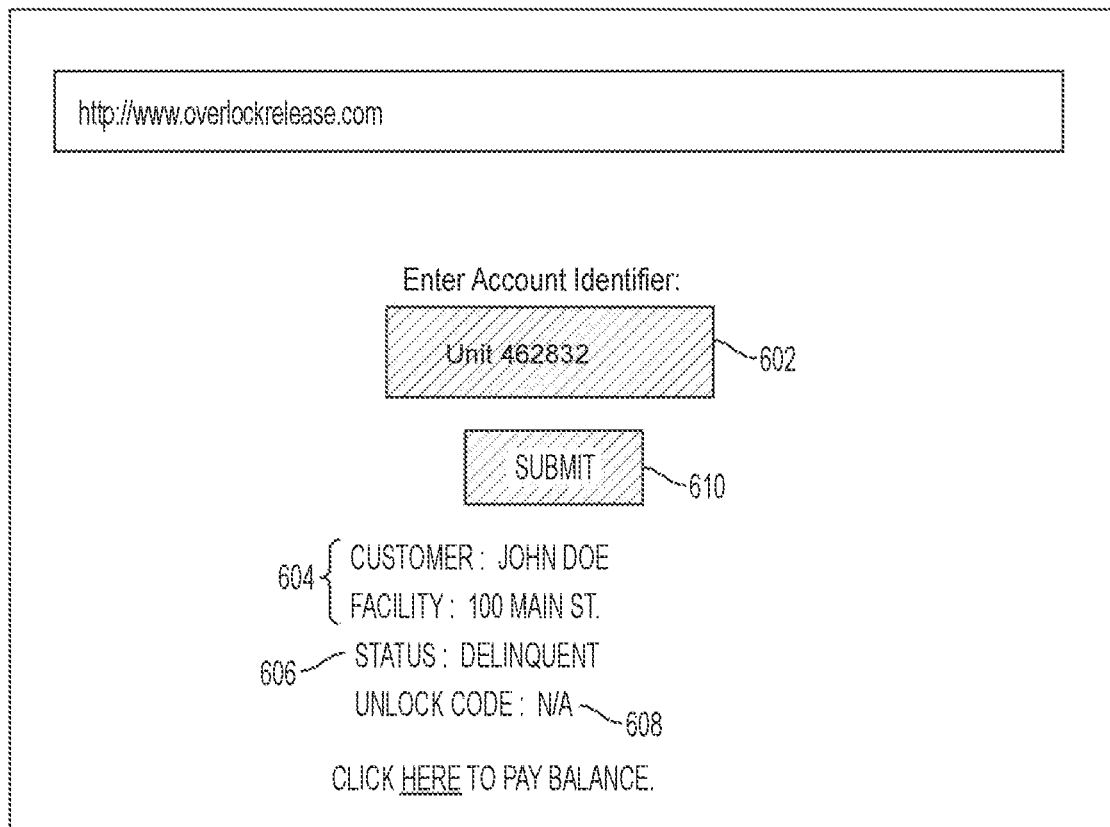 http://www.overlockrelease.com
Enter Account Identifier:
Unit 462832
602
SUBMIT
610
604
CUSTOMER : JOHN DOE
FACILITY : 100 MAIN ST.
606
STATUS : DELINQUENT
UNLOCK CODE : N/A
608
CLICK HERE TO PAY BALANCE.